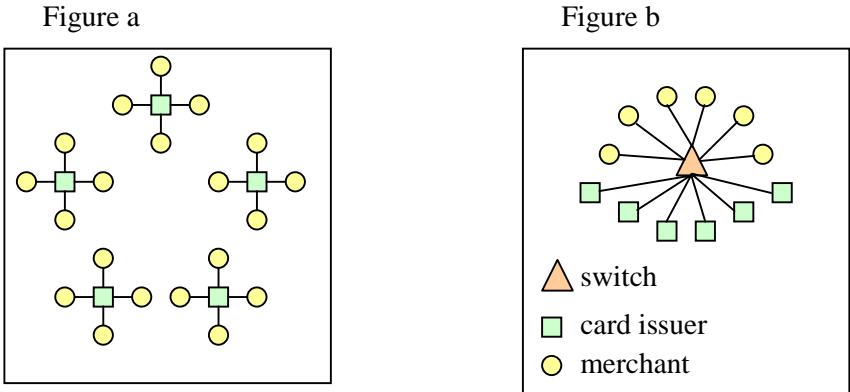 Figure a
Figure b
switch
card issuer
merchant